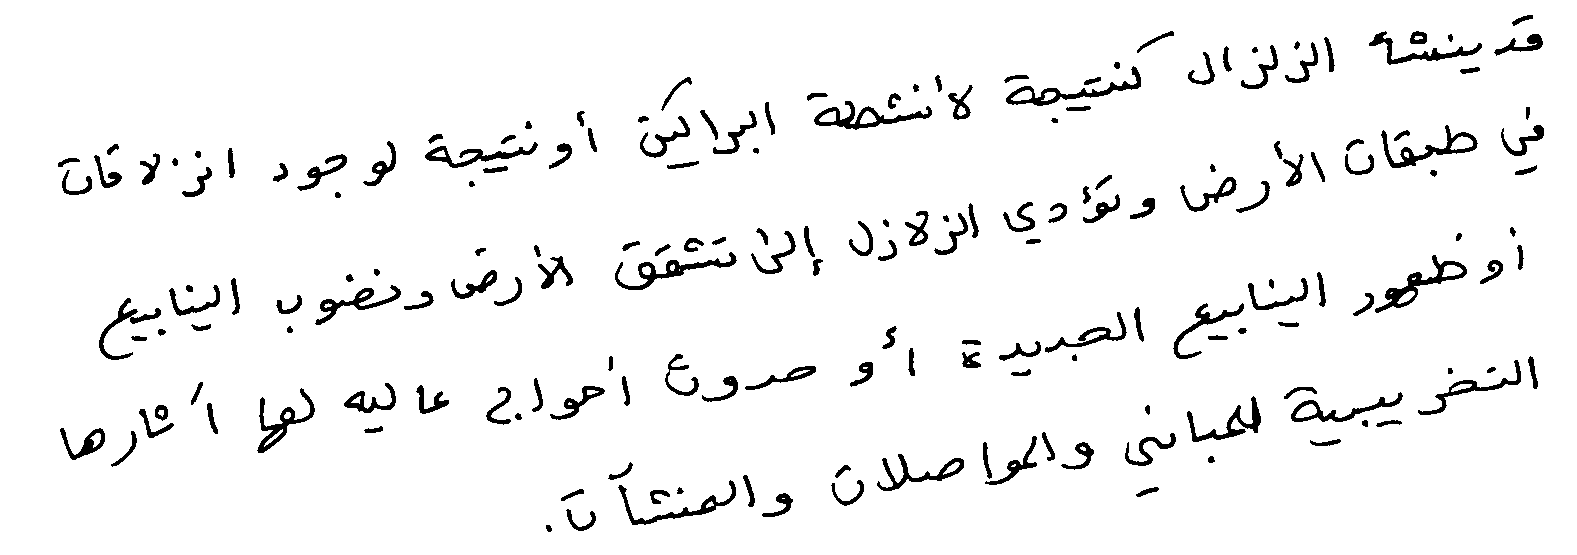 قد ينشأ الزلزال كنتيجة لأنشطة البراكين أو نتيجة لوجود انزلاقات
في طبقات الأرض وتؤدي الزلازل إلى تشقق الأرض ونضوب الينابيع
أو ظهور الينابيع الجديدة أو حدوث أمواج عاليه لها آثارها
التخريبية للمباني والمواصلات والمنشآت.